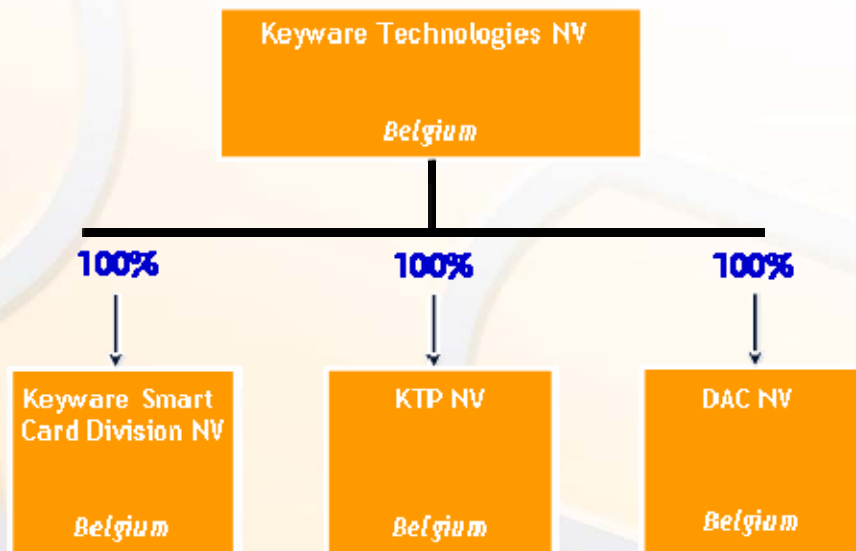 Keyware Technologies NV
Belgium
100%
100%
100%
Keyware Smart
Card Division NV
Belgium
KTP NV
Belgium
DAC NV
Belgium